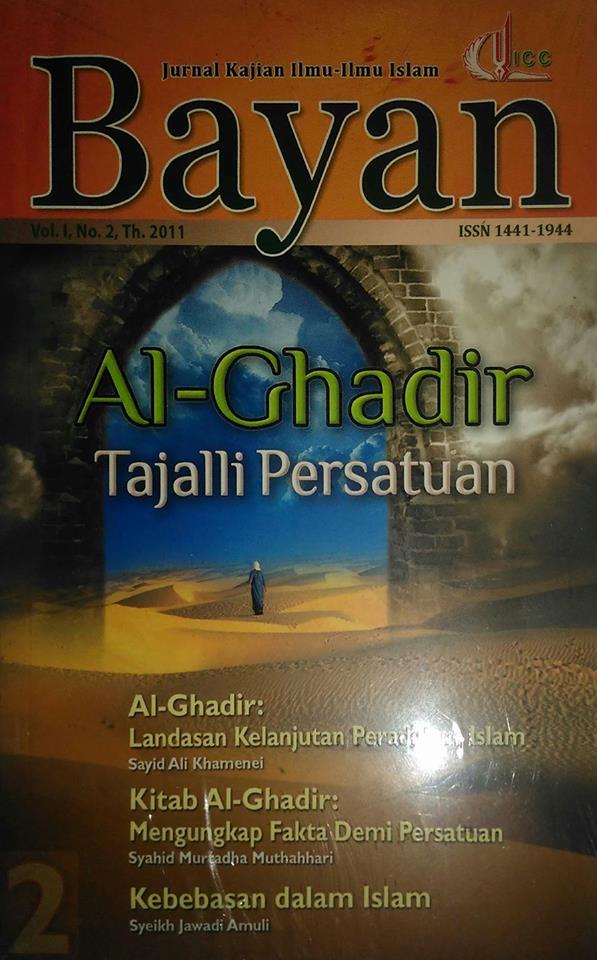 Jurnal Kajian Ilmu-Ilmu Islam
ICC
Bayan
Vol. I, No. 2, Th. 2011
ISSN 1441-1944
Al-Ghadir
Tajalli Persatuan
Al-Ghadir:
Landasan Kelanjutan Islam
Sayid Ali Khamenei
Kitab Al-Ghadir:
Mengungkap Fakta Demi Persatuan
Syahid Murtadha Muthahhari
Kebebasan dalam Islam
Syeikh Jawadi Amuli
2